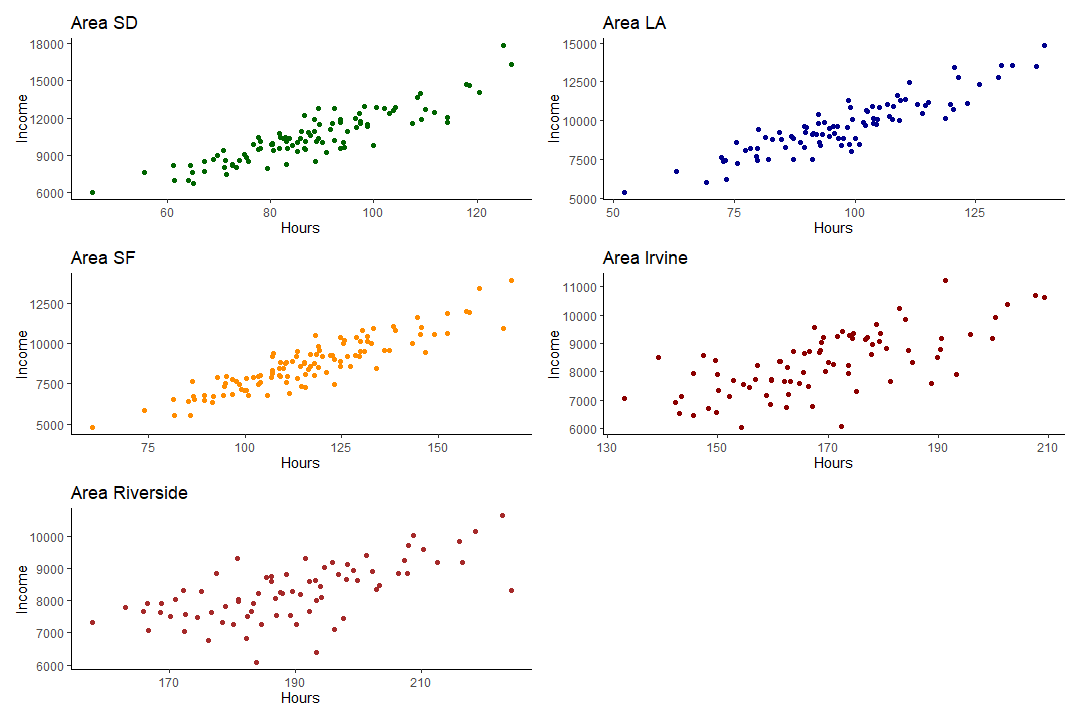 Area SD
18000
15000
12000
9000
6000
Income
60 80 100 120
Hours
Area LA
15000
12500
10000
7500
5000
Income
50 75 100 125
Hours
Area SF
12500
10000
7500
5000
Income
75 100 125 150
Hours
Area Irvine
11000
10000
9000
8000
7000
6000
Income
130 150 170 190 210
Hours
Area Riverside
10000
9000
8000
7000
6000
Income
170 190 210
Hours